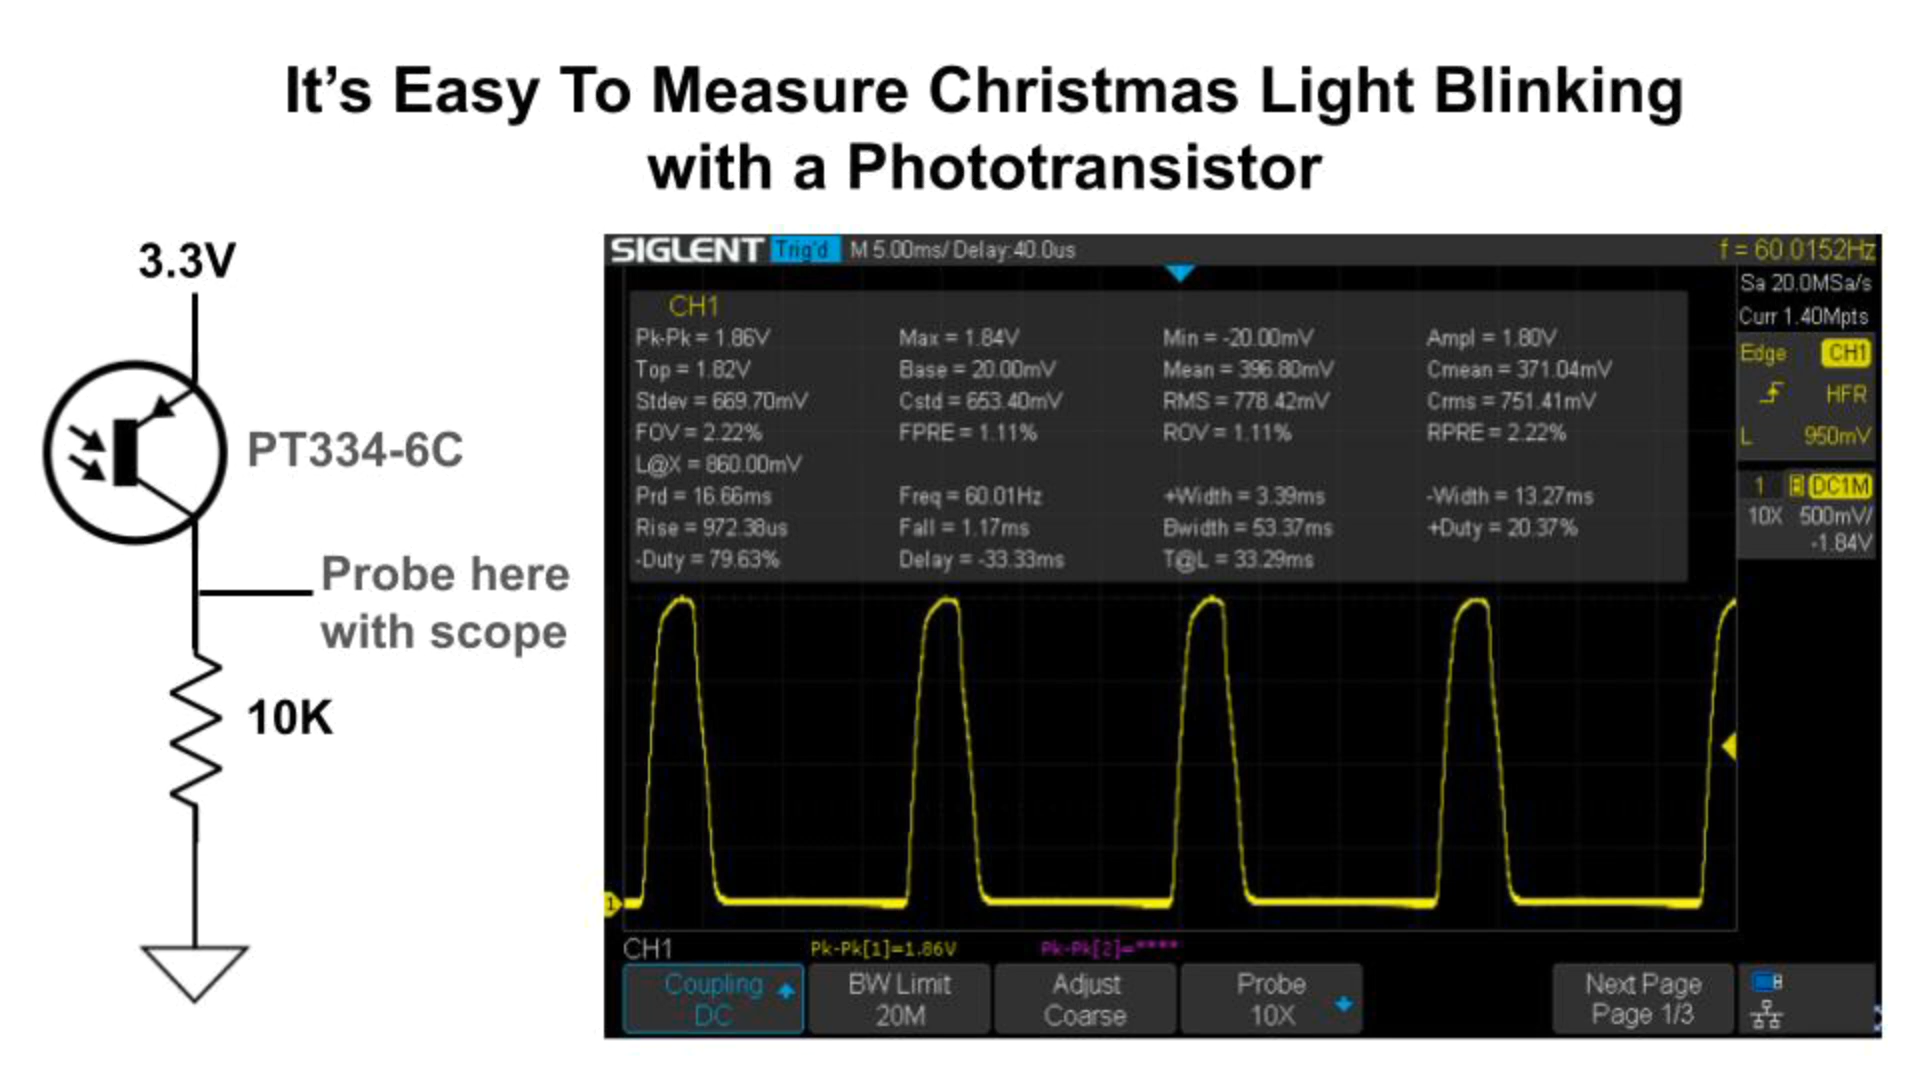 It's Easy To Measure Christmas Light Blinking
with a Phototransistor
3.3V
PT334-6C
Probe here
with scope
10K
SIGLENT Trig'd M 5.00ms/ Delay:40.0us f = 60.0152Hz
Sa 20.0MSa/s
Curr 1.40Mpts
Edge CH1
HFR
L 950mV
1 B DC1M
10X 500mV/
-1.84V
CH1
Pk-Pk = 1.86V Max = 1.84V Min = -20.00mV Ampl = 1.80V
Top = 1.82V Base = 20.00mV Mean = 396.80mV Cmean = 371.04mV
Stdev = 669.70mV Cstd = 653.40mV RMS = 778.42mV Crms = 751.41mV
FOV = 2.22% FPRE = 1.11% ROV = 1.11% RPRE = 2.22%
L@X = 860.00mV
Prd = 16.66ms Freq = 60.01Hz +Width = 3.39ms -Width = 13.27ms
Rise = 972.38us Fall = 1.17ms Bwidth = 53.37ms +Duty = 20.37%
-Duty = 79.63% Delay = -33.33ms T@L = 33.29ms
1
CH1 Pk-Pk[1]=1.86V Pk-Pk[2]=****
Coupling BW Limit Adjust Probe Next Page
DC 20M Coarse 10X Page 1/3